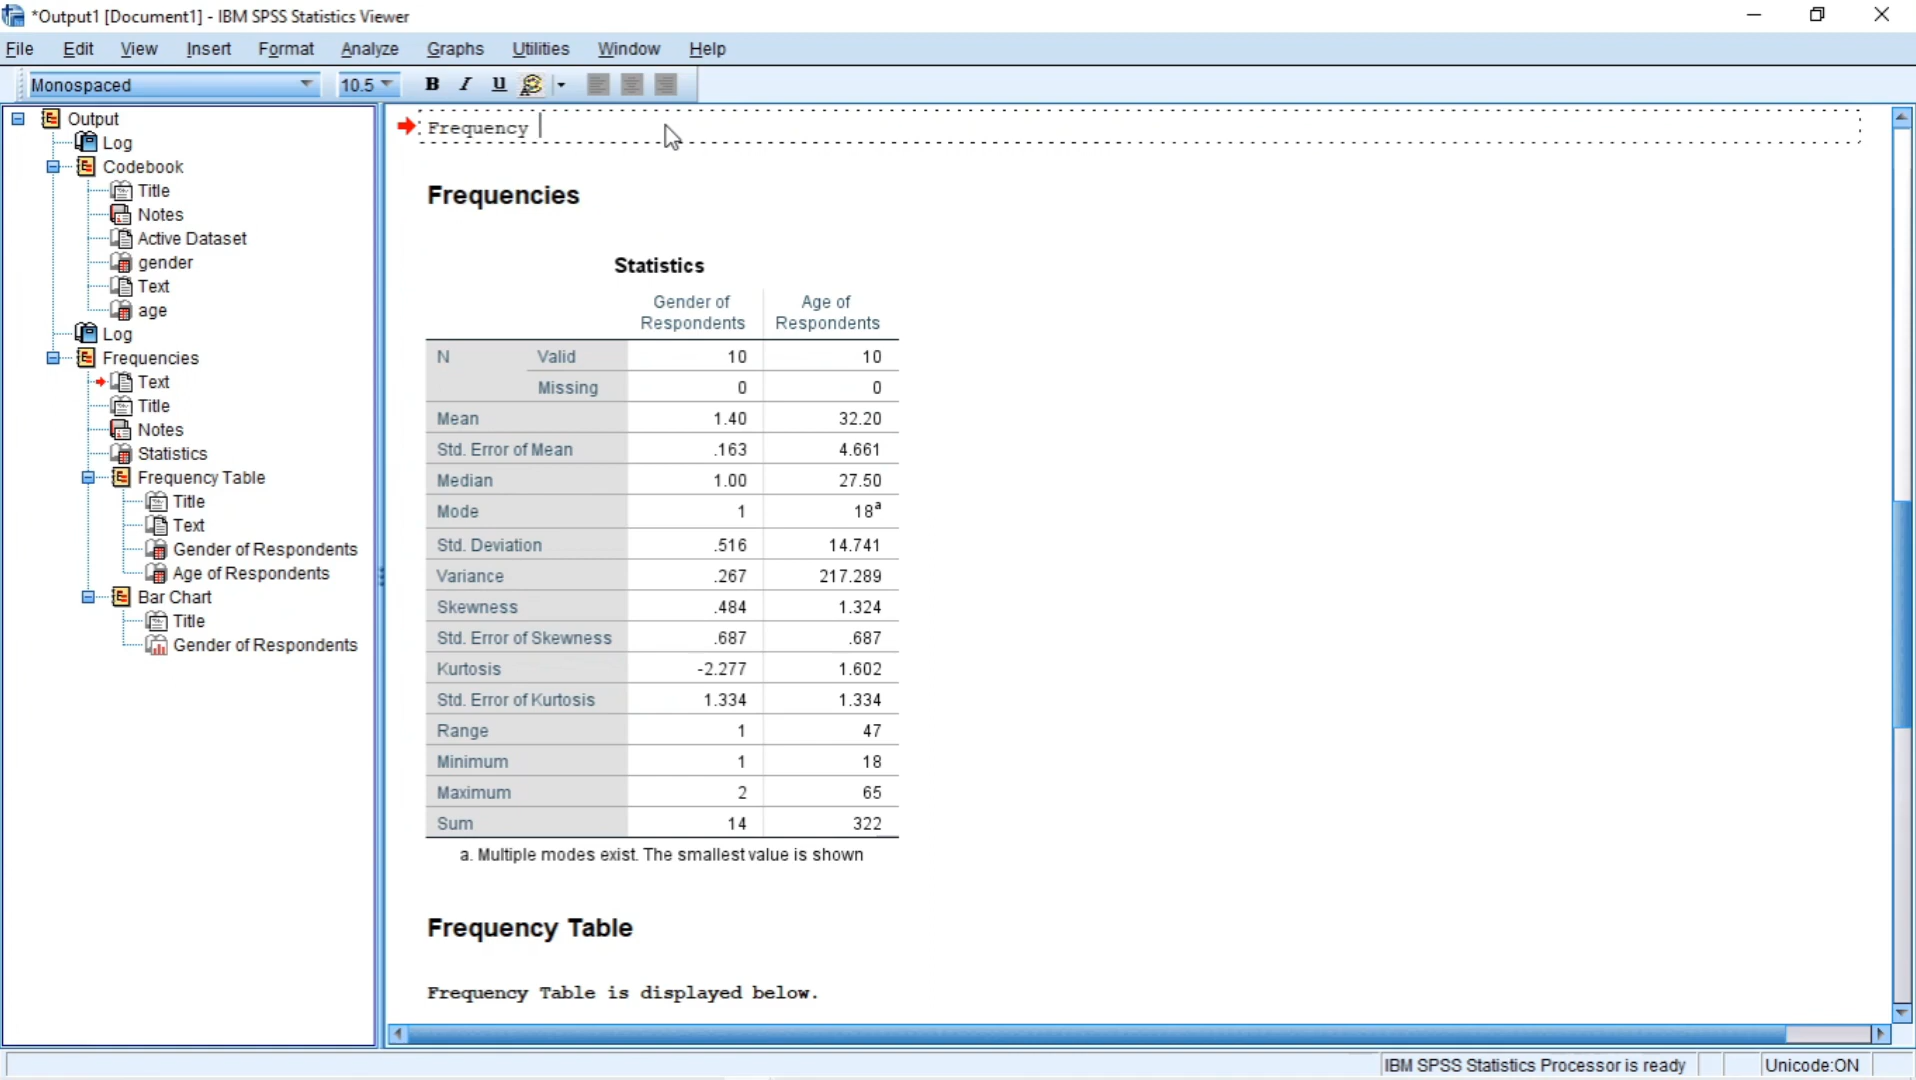 *Output1 [Document1] - IBM SPSS Statistics Viewer
File Edit View Insert Format Analyze Graphs Utilities Window Help
Monospaced 10.5 B I U
Output
Log
Codebook
Title
Notes
Active Dataset
gender
Text
age
Log
Frequencies
Text
Title
Notes
Statistics
Frequency Table
Title
Text
Gender of Respondents
Age of Respondents
Bar Chart
Title
Gender of Respondents
Frequency
Frequencies
Statistics
Gender of Respondents Age of Respondents
N Valid 10 10
Missing 0 0
Mean 1.40 32.20
Std. Error of Mean .163 4.661
Median 1.00 27.50
Mode 1 18a
Std. Deviation .516 14.741
Variance .267 217.289
Skewness .484 1.324
Std. Error of Skewness .687 .687
Kurtosis -2.277 1.602
Std. Error of Kurtosis 1.334 1.334
Range 1 47
Minimum 1 18
Maximum 2 65
Sum 14 322
a. Multiple modes exist. The smallest value is shown
Frequency Table
Frequency Table is displayed below.
IBM SPSS Statistics Processor is ready Unicode:ON